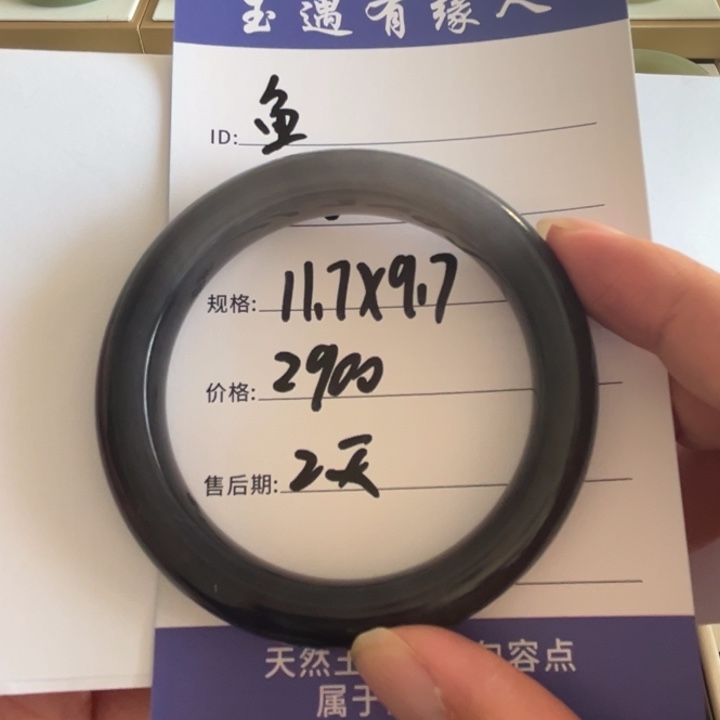 玉遇有缘人
ID: 鱼
规格: 11.7X9.7
价格: 2900
售后期: 2天
天然 包容点
属于